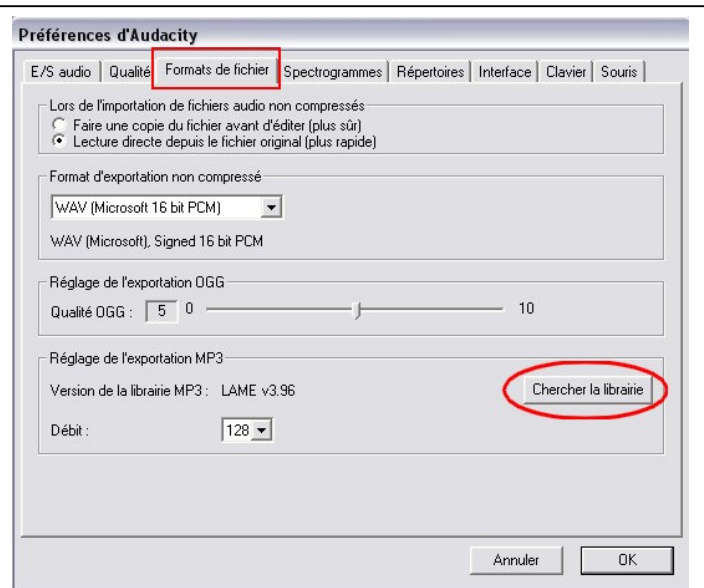 Préférences d'Audacity
E/S audio Qualité Formats de fichier Spectrogrammes Répertoires Interface Clavier Souris
Lors de l'importation de fichiers audio non compressés
Faire une copie du fichier avant d'éditer (plus sûr)
Lecture directe depuis le fichier original (plus rapide)
Format d'exportation non compressé
WAV (Microsoft 16 bit PCM)
WAV (Microsoft), Signed 16 bit PCM
Réglage de l'exportation OGG
Qualité OGG : 5 0 10
Réglage de l'exportation MP3
Version de la librairie MP3 : LAME v3.96 Chercher la librairie
Débit : 128
Annuler OK